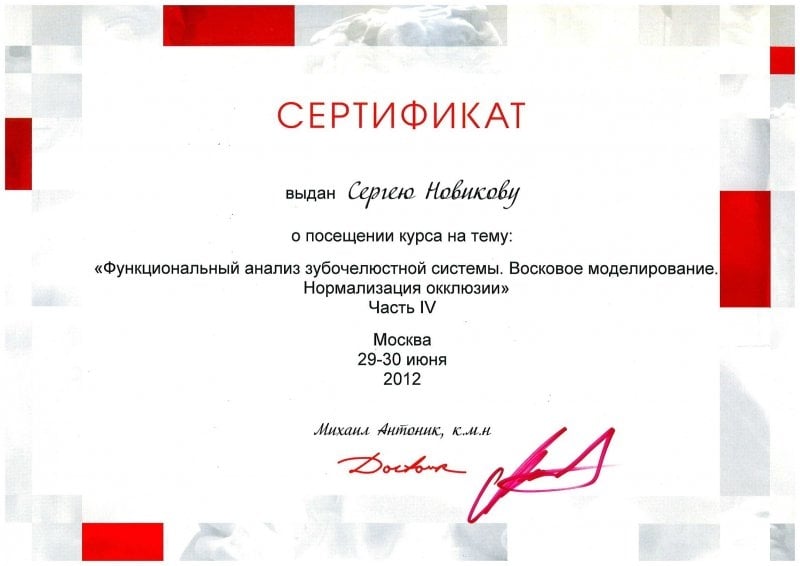 СЕРТИФИКАТ
выдан Сергею Новикову
о посещении курса на тему:
«Функциональный анализ зубочелюстной системы. Восковое моделирование.
Нормализация окклюзии»
Часть IV
Москва
29-30 июня
2012
Михаил Антоник, к.м.н